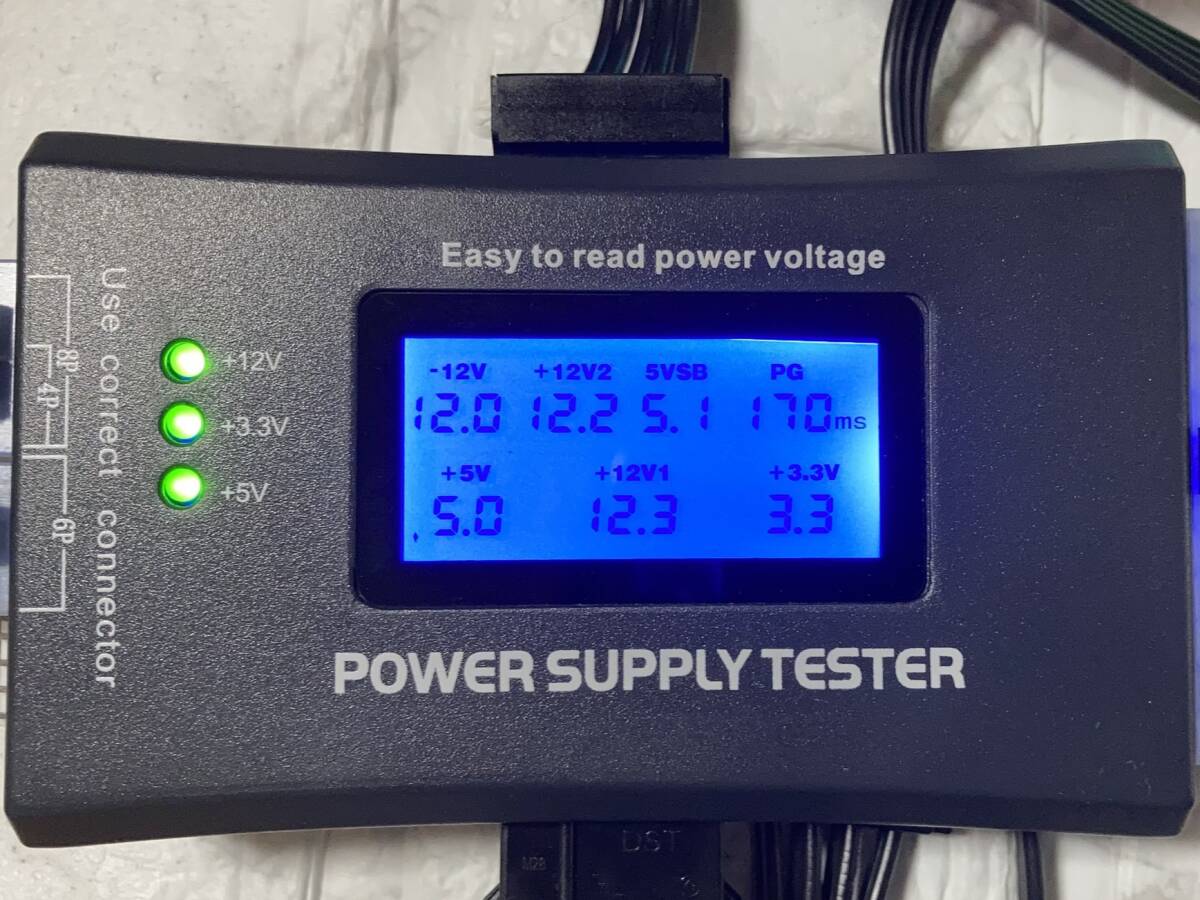 Easy to read power voltage
-12V +12V2 5VSB PG
12.0 12.2 5.1 170ms
+5V +12V1 +3.3V
5.0 12.3 3.3
POWER SUPPLY TESTER
+12V
+3.3V
+5V
Use correct connector
8P
4P
6P
M28
DST